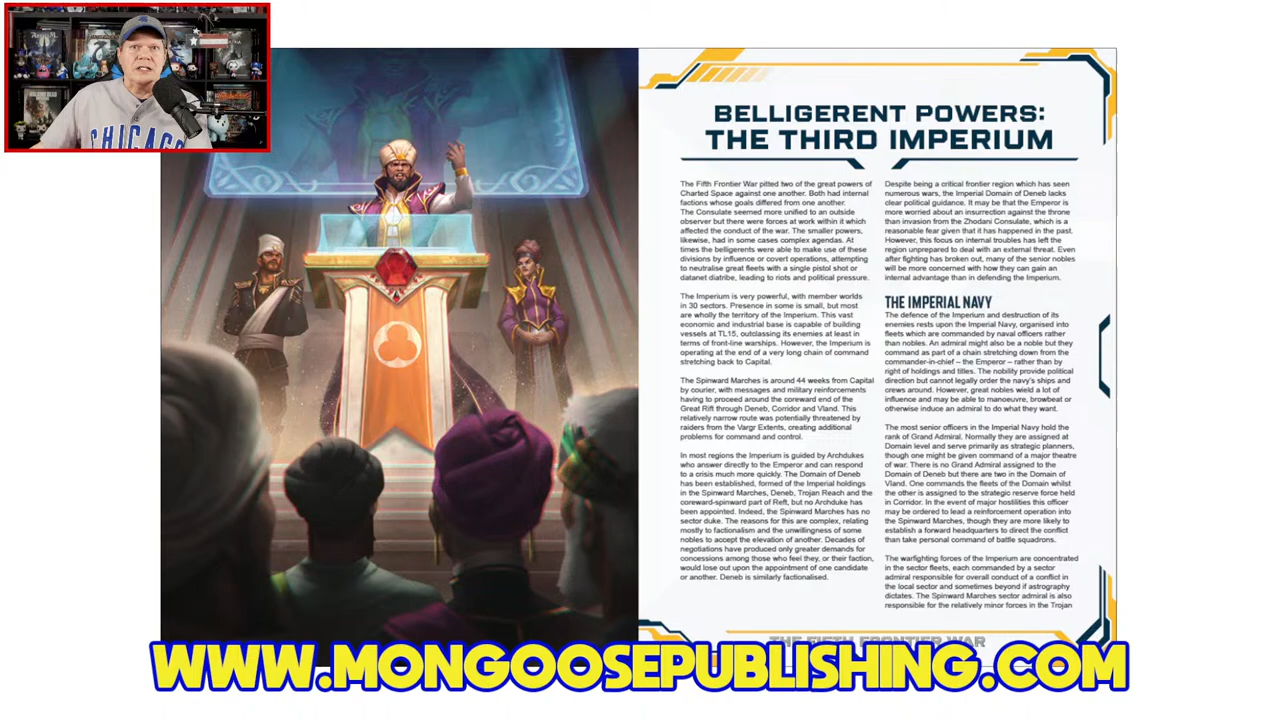 CHICAGO
BELLIGERENT POWERS:
THE THIRD IMPERIUM
The Fifth Frontier War pitted two of the great powers of
Charted Space against one another. Both had internal
factions whose goals differed from one another.
The Consulate seemed more unified to an outside
observer but there were forces at work within it which
affected the conduct of the war. The smaller powers,
likewise, had in some cases complex agendas. At
times the belligerents were able to make use of these
divisions by influence or covert operations, attempting
to neutralise great fleets with a single pistol shot or
datanet diatribe, leading to riots and political pressure.
The Imperium is very powerful, with member worlds
in 30 sectors. Presence in some is small, but most
are wholly the territory of the Imperium. This vast
economic and industrial base is capable of building
vessels at TL15, outclassing its enemies at least in
terms of front-line warships. However, the Imperium is
operating at the end of a very long chain of command
stretching back to Capital.
The Spinward Marches is around 44 weeks from Capital
by courier, with messages and military reinforcements
having to proceed around the coreward end of the
Great Rift through Deneb, Corridor and Vland. This
relatively narrow route was potentially threatened by
raiders from the Vargr Extents, creating additional
problems for command and control.
In most regions the Imperium is guided by Archdukes
who answer directly to the Emperor and can respond
to a crisis much more quickly. The Domain of Deneb
has been established, formed of the Imperial holdings
in the Spinward Marches, Deneb, Trojan Reach and the
coreward-spinward part of Reft, but no Archduke has
been appointed. Indeed, the Spinward Marches has no
sector duke. The reasons for this are complex, relating
mostly to factionalism and the unwillingness of some
nobles to accept the elevation of another. Decades of
negotiations have produced only greater demands for
concessions among those who feel they, or their faction,
would lose out upon the appointment of one candidate
or another. Deneb is similarly factionalised.
Despite being a critical frontier region which has seen
numerous wars, the Imperial Domain of Deneb lacks
clear political guidance. It may be that the Emperor is
more worried about an insurrection against the throne
than invasion from the Zhodani Consulate, which is a
reasonable fear given that it has happened in the past.
However, this focus on internal troubles has left the
region unprepared to deal with an external threat. Even
after fighting has broken out, many of the senior nobles
will be more concerned with how they can gain an
internal advantage than in defending the Imperium.
THE IMPERIAL NAVY
The defence of the Imperium and destruction of its
enemies rests upon the Imperial Navy, organised into
fleets which are commanded by naval officers rather
than nobles. An admiral might also be a noble but they
command as part of a chain stretching down from the
commander-in-chief – the Emperor – rather than by
right of holdings and titles. The nobility provide political
direction but cannot legally order the navy's ships and
crews around. However, great nobles wield a lot of
influence and may be able to manoeuvre, browbeat or
otherwise induce an admiral to do what they want.
The most senior officers in the Imperial Navy hold the
rank of Grand Admiral. Normally they are assigned at
Domain level and serve primarily as strategic planners,
though one might be given command of a major theatre
of war. There is no Grand Admiral assigned to the
Domain of Deneb but there are two in the Domain of
Vland. One commands the fleets of the Domain whilst
the other is assigned to the strategic reserve force held
in Corridor. In the event of major hostilities this officer
may be ordered to lead a reinforcement operation into
the Spinward Marches, though they are more likely to
establish a forward headquarters to direct the conflict
than take personal command of battle squadrons.
The warfighting forces of the Imperium are concentrated
in the sector fleets, each commanded by a sector
admiral responsible for overall conduct of a conflict in
the local sector and sometimes beyond if astrography
dictates. The Spinward Marches sector admiral is also
responsible for the relatively minor forces in the Trojan
THE FIFTH FRONTIER WAR
WWW.MONGOOSEPUBLISHING.COM